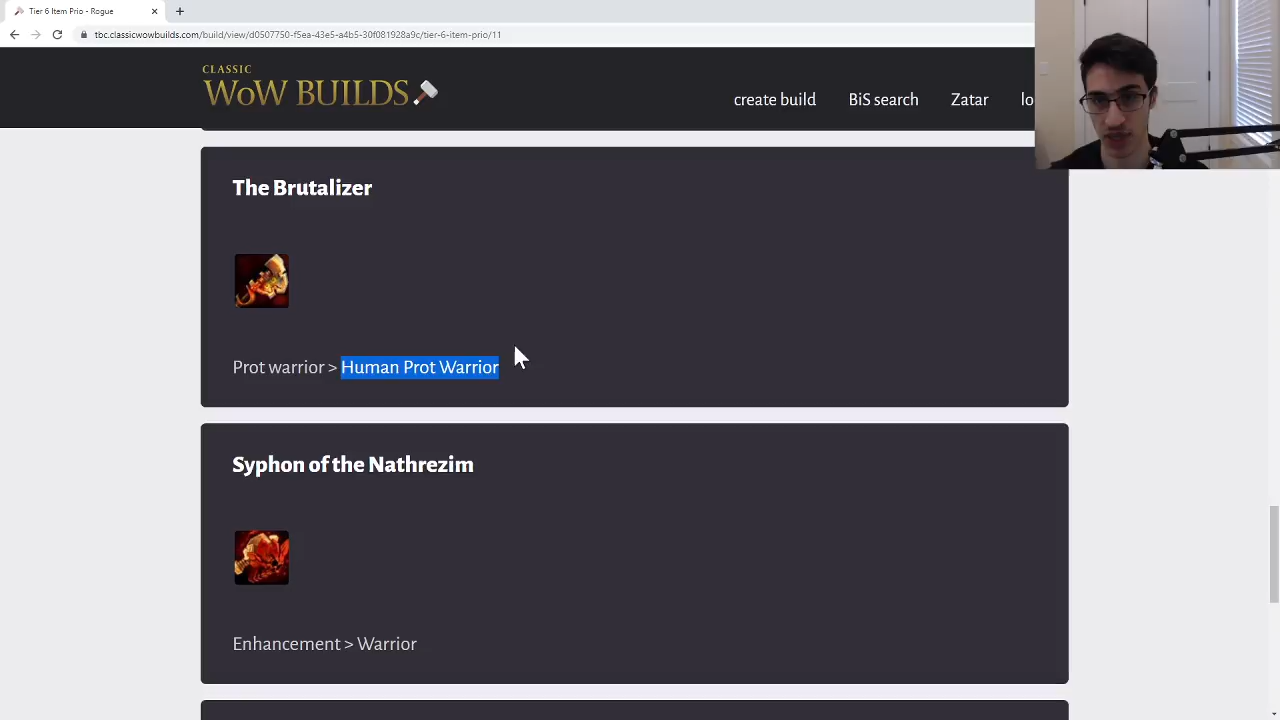 Tier 6 Item Prio - Rogue
tbc.classicwowbuilds.com/build/view/d0507750-f5ea-43e5-a4b5-30f081928a9c/tier-6-item-prio/11
CLASSIC
WoW BUILDS
create build BiS search Zatar lo
The Brutalizer
Prot warrior > Human Prot Warrior
Syphon of the Nathrezim
Enhancement > Warrior